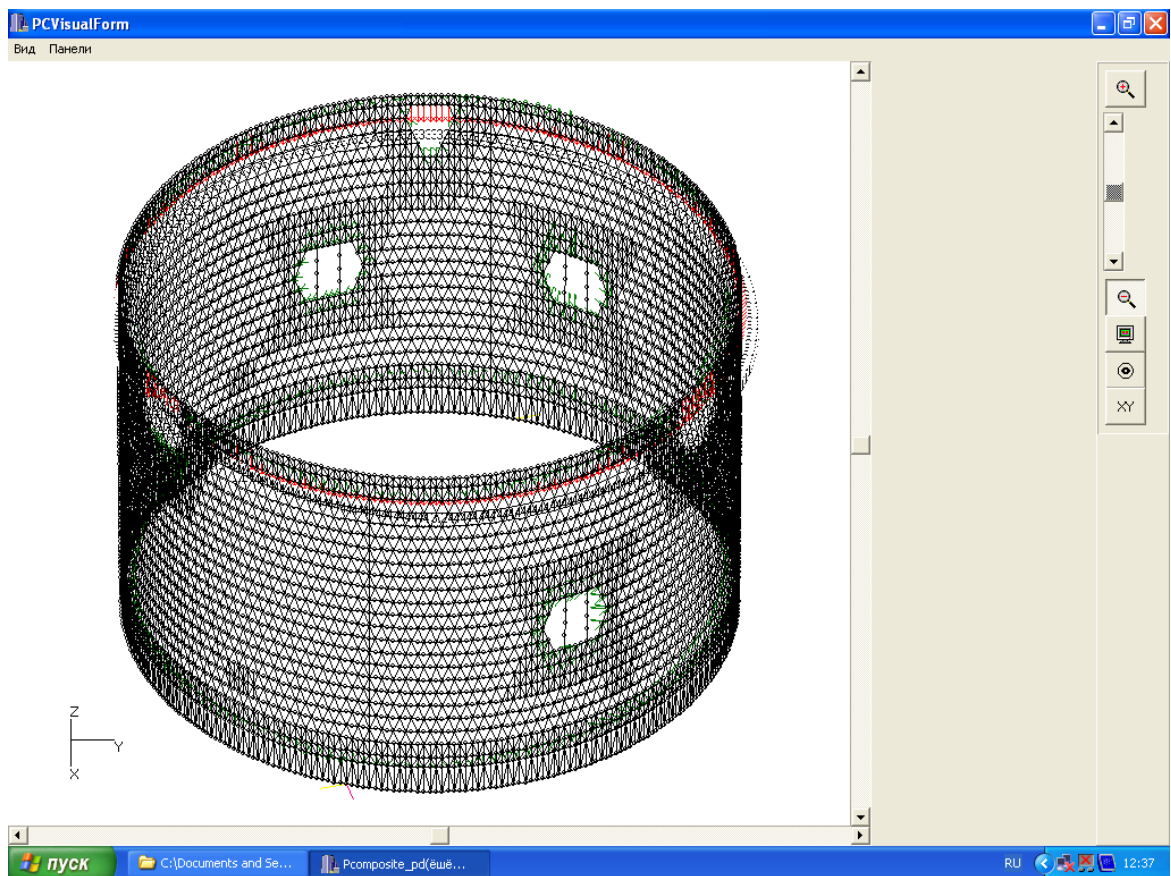 PCVisualForm
Вид Панели
XY
Z
Y
X
пуск C:\Documents and Se... Pcomposite_pd(ёшё... RU 12:37